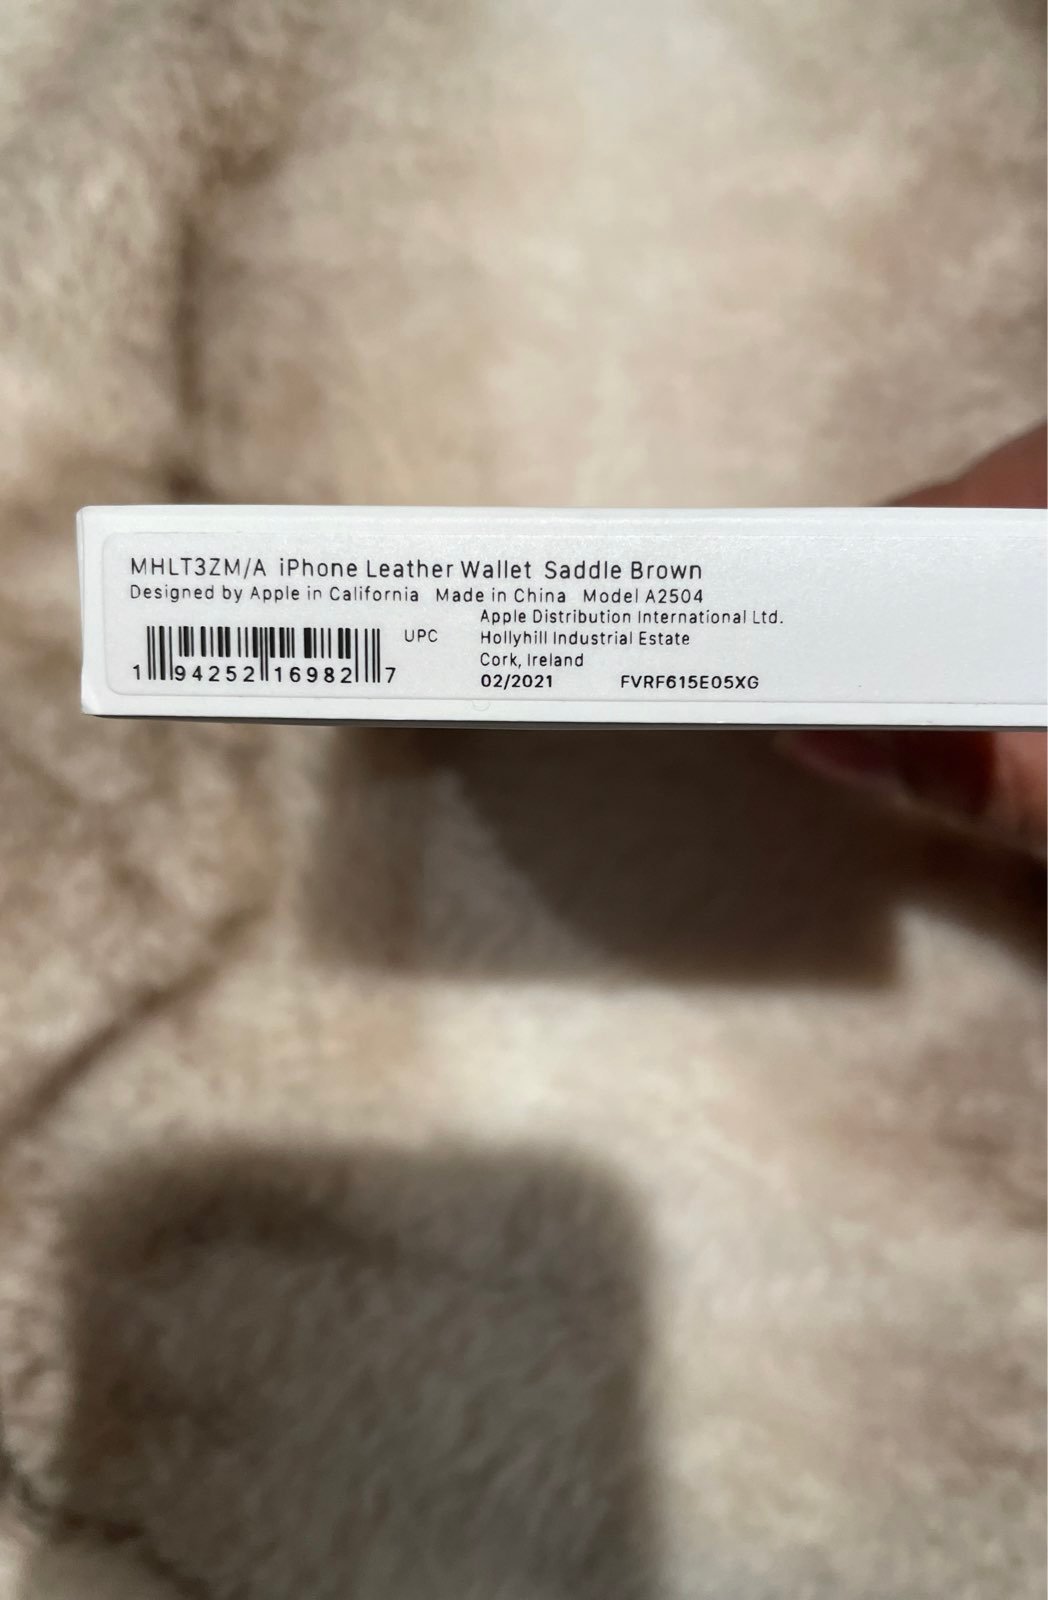 MHLT3ZM/A iPhone Leather Wallet Saddle Brown
Designed by Apple in California Made in China Model A2504
Apple Distribution International Ltd.
UPC Hollyhill Industrial Estate
Cork, Ireland
1 94252 16982 7
02/2021 FVRF615E05XG